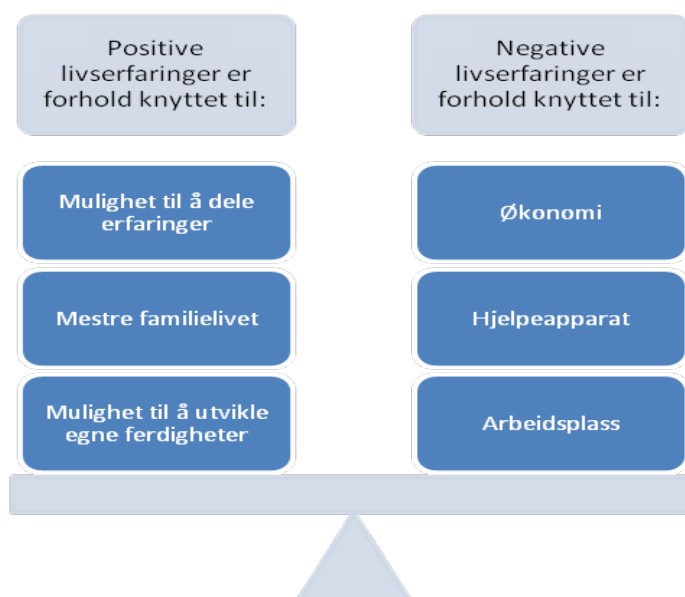 Positive
livserfaringer er
forhold knyttet til:
Mulighet til å dele
erfaringer
Mestre familielivet
Mulighet til å utvikle
egne ferdigheter
Negative
livserfaringer er
forhold knyttet til:
Økonomi
Hjelpeapparat
Arbeidsplass